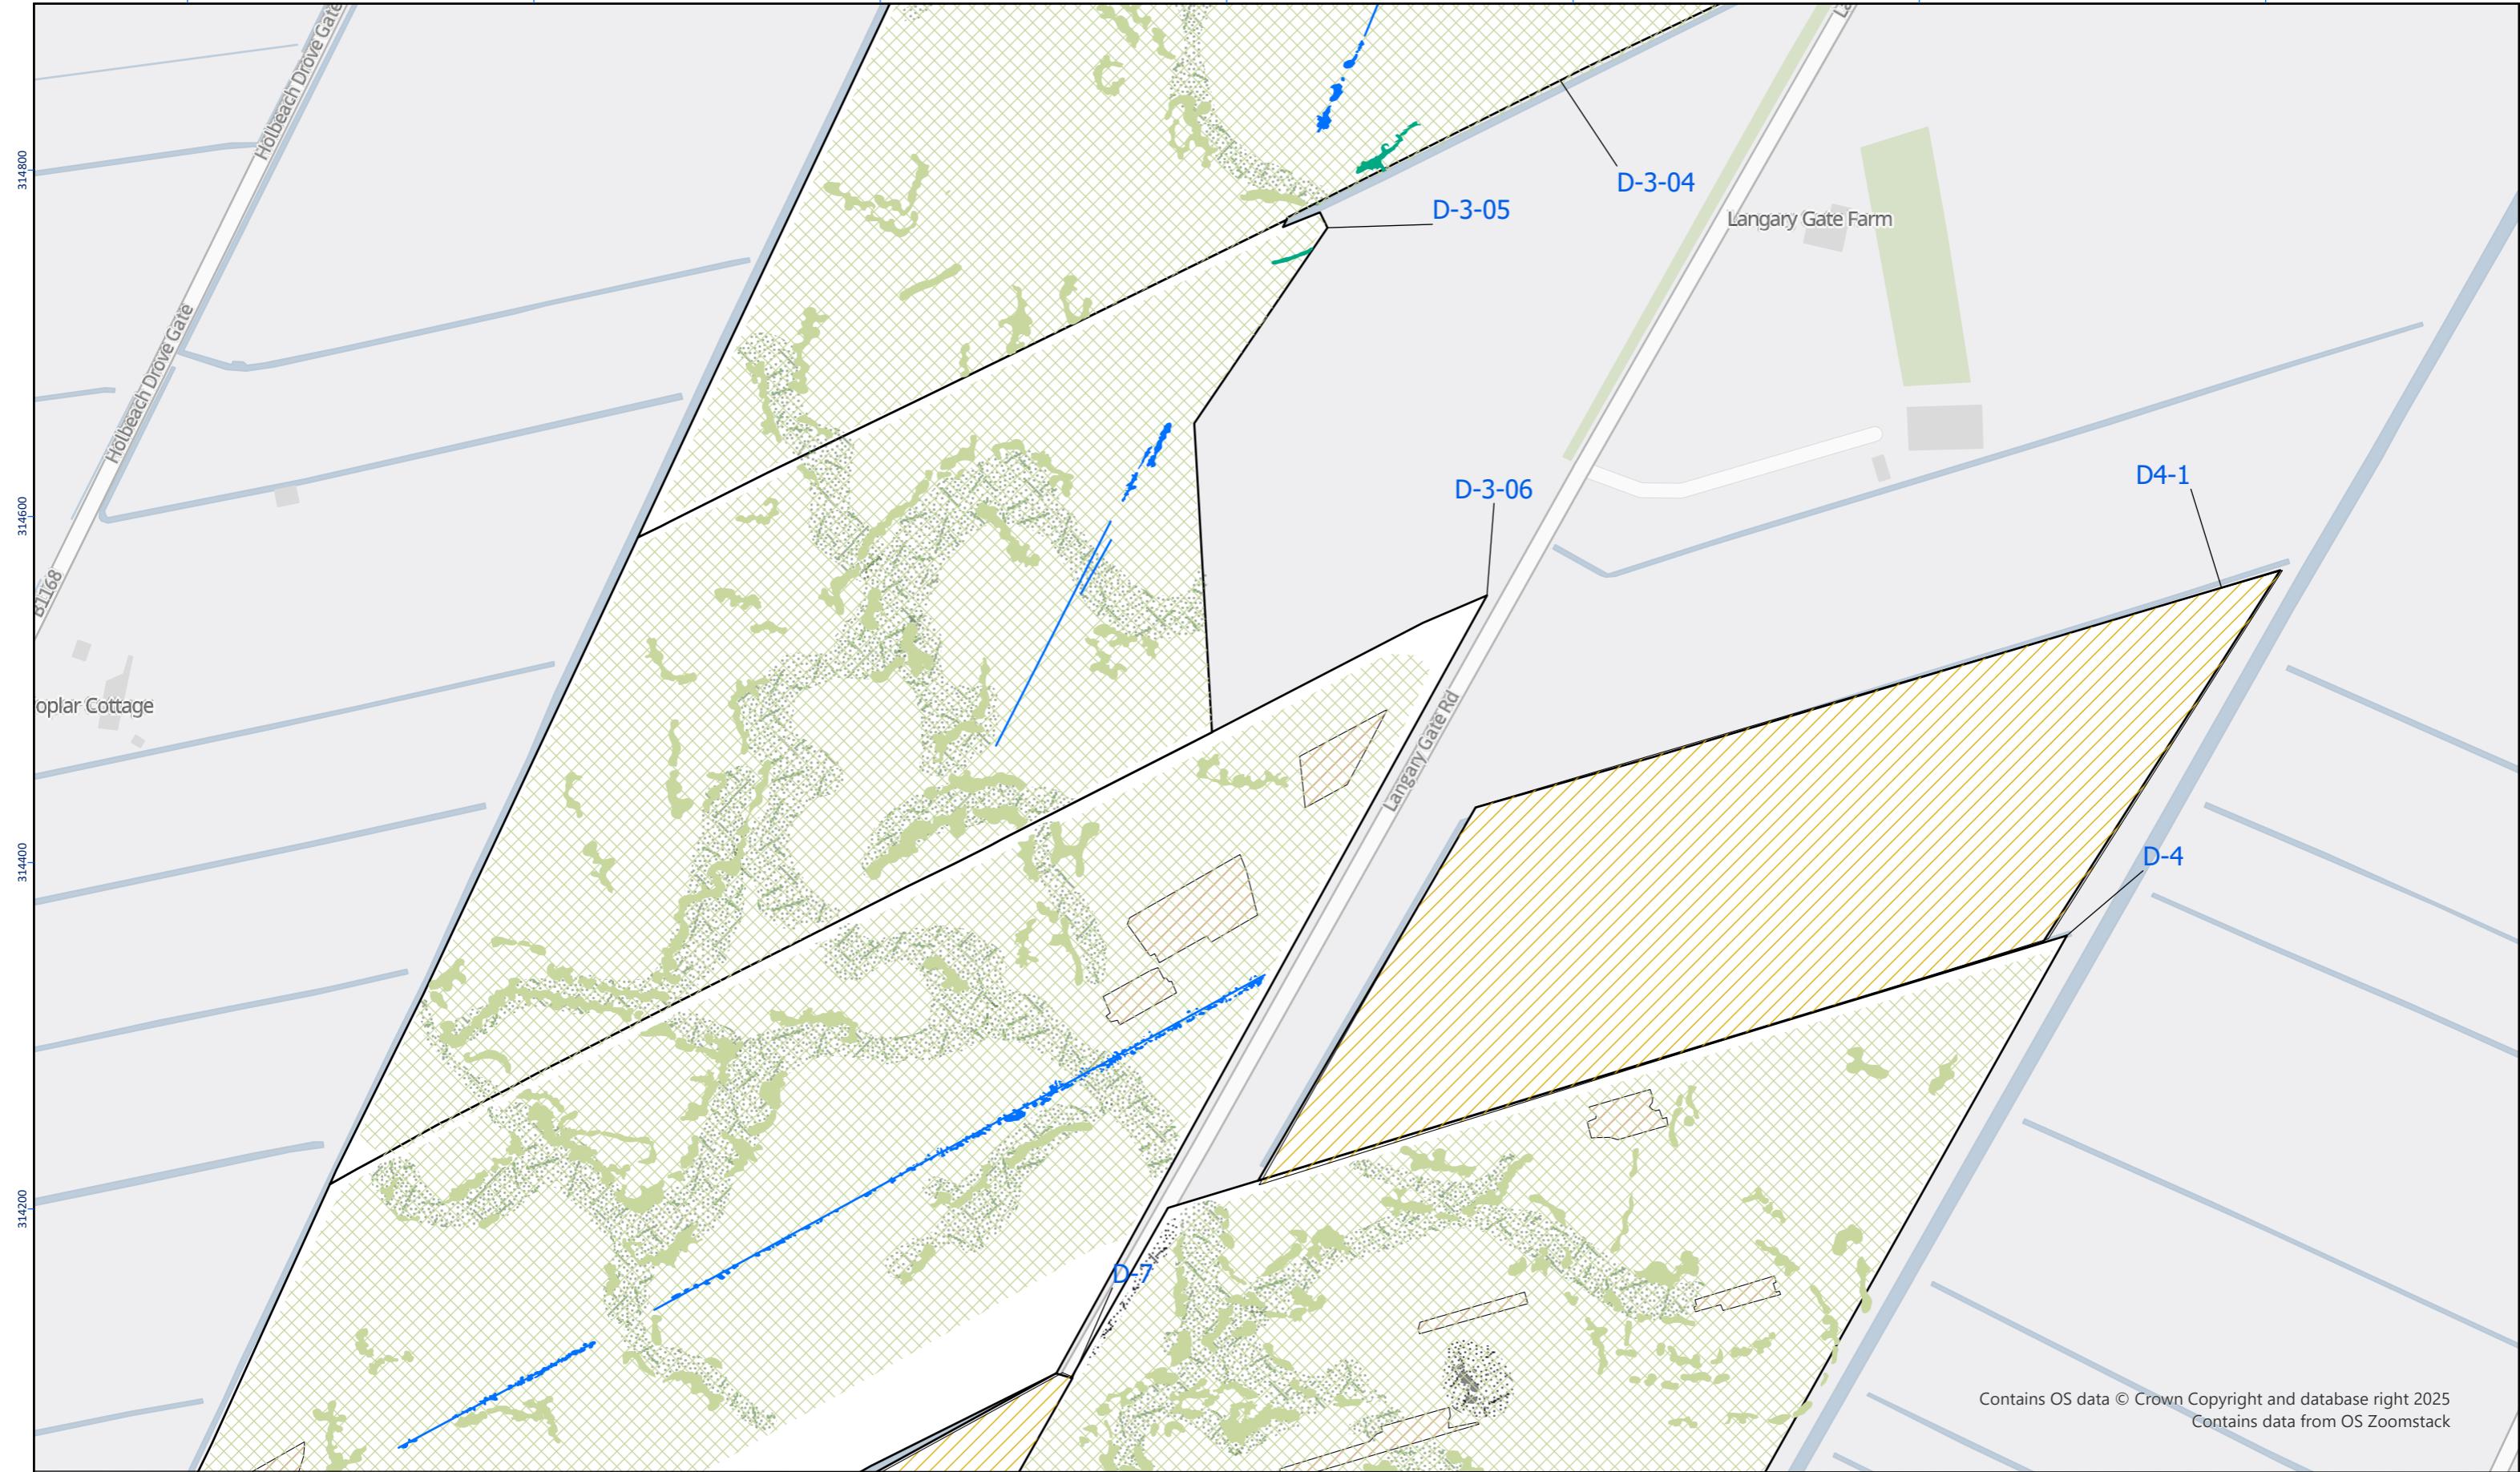 Holbeach Drove Gate
La
314800
D-3-04
D-3-05
Langary Gate Farm
Holbeach Drove Gate
D4-1
D-3-06
314600
B1168
oplar Cottage
Langary Gate Rd
314400
D-4
314200
D-7
Contains OS data © Crown Copyright and database right 2025
Contains data from OS Zoomstack